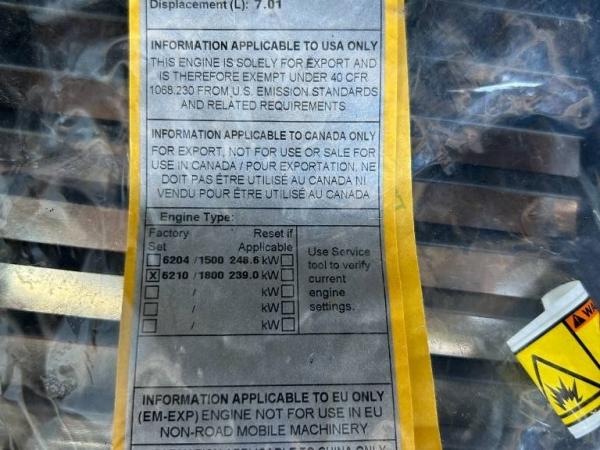 Displacement (L): 7.01
INFORMATION APPLICABLE TO USA ONLY
THIS ENGINE IS SOLELY FOR EXPORT AND
IS THEREFORE EXEMPT UNDER 40 CFR
1068.230 FROM U.S. EMISSION STANDARDS
AND RELATED REQUIREMENTS
INFORMATION APPLICABLE TO CANADA ONLY
FOR EXPORT, NOT FOR USE OR SALE FOR
USE IN CANADA / POUR EXPORTATION, NE
DOIT PAS ÊTRE UTILISÉ AU CANADA NI
VENDU POUR ÊTRE UTILISÉ AU CANADA
Engine Type:
Factory Reset if
Set Applicable
6204 /1500 248.6 kW
X 6210 /1800 239.0 kW
/ kW
/ kW
/ kW
Use Service
tool to verify
current
engine
settings.
INFORMATION APPLICABLE TO EU ONLY
(EM-EXP) ENGINE NOT FOR USE IN EU
NON-ROAD MOBILE MACHINERY